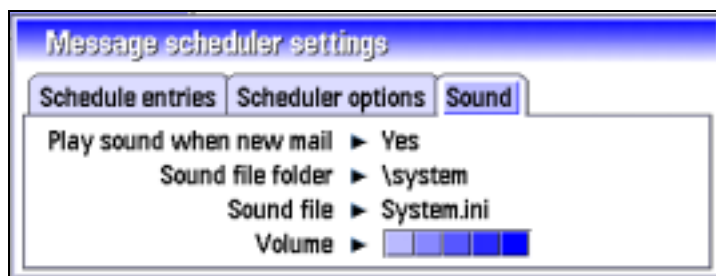 Message scheduler settings
Schedule entries Scheduler options Sound
Play sound when new mail ► Yes
Sound file folder ► \system
Sound file ► System.ini
Volume ►